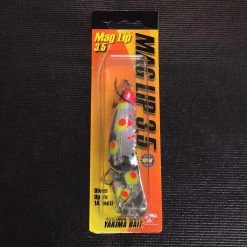 Mag Lip
3.5
MAG LIP 3.5
Dives
Up To
14 Feet!
YAKIMA BAIT